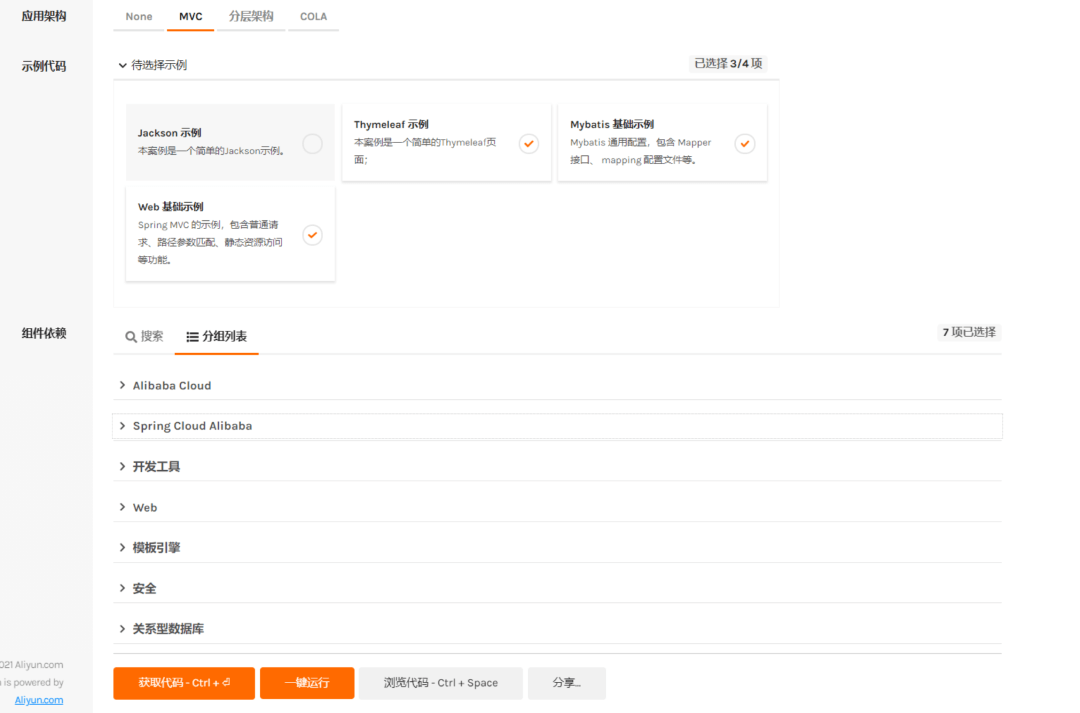 应用架构
None
MVC
分层架构
COLA
示例代码
待选择示例
已选择 3/4 项
Jackson 示例
本案例是一个简单的Jackson示例。
Thymeleaf 示例
本案例是一个简单的Thymeleaf页
面；
Mybatis 基础示例
Mybatis 通用配置，包含 Mapper
接口、 mapping 配置文件等。
Web 基础示例
Spring MVC 的示例，包含普通请
求、路径参数匹配、静态资源访问
等功能。
组件依赖
搜索
分组列表
7 项已选择
Alibaba Cloud
Spring Cloud Alibaba
开发工具
Web
模板引擎
安全
关系型数据库
021 Aliyun.com
is powered by
Aliyun.com
获取代码 - Ctrl + ⏎
一键运行
浏览代码 - Ctrl + Space
分享...